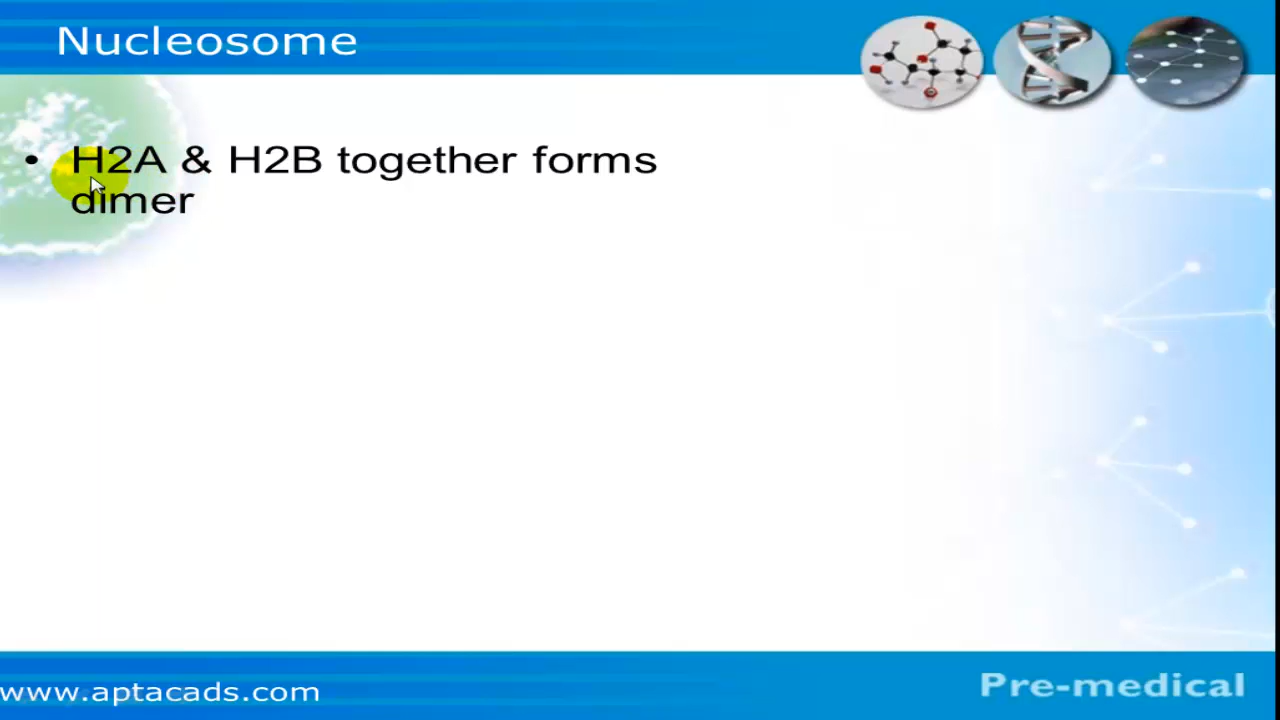 Nucleosome
• H2A & H2B together forms
dimer
www.aptacads.com
Pre-medical